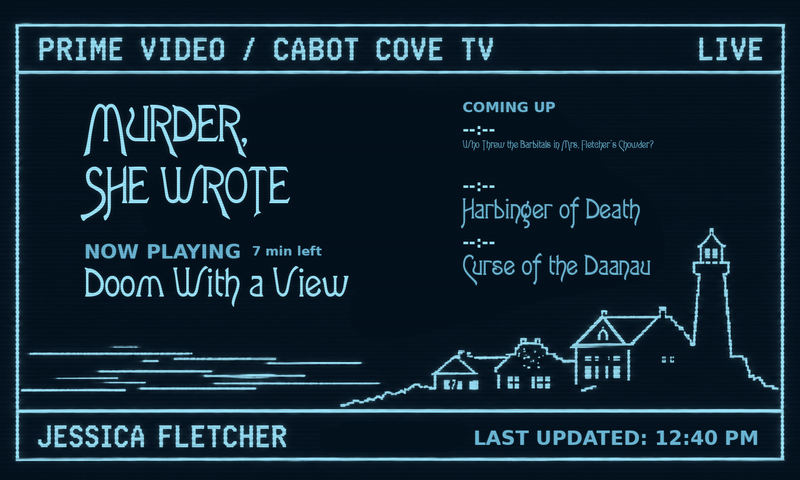 PRIME VIDEO / CABOT COVE TV
LIVE
MURDER,
SHE WROTE
NOW PLAYING 7 min left
Doom With a View
COMING UP
--:--
Who Threw the Barbitals in Mrs. Fletcher's Chowder?
--:--
Harbinger of Death
--:--
Curse of the Daanau
JESSICA FLETCHER
LAST UPDATED: 12:40 PM